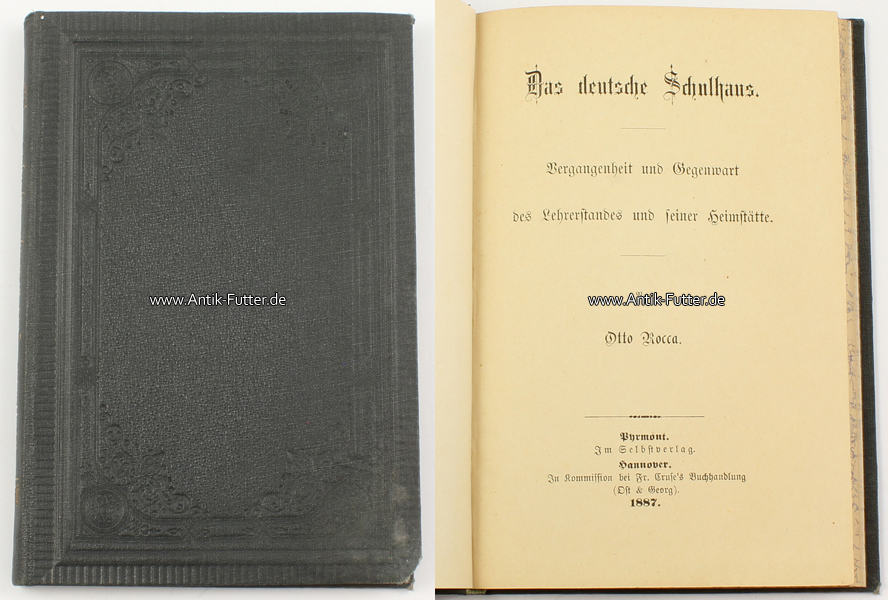 www.Antik-Futter.de
Das deutsche Schulhaus.
Vergangenheit und Gegenwart
des Lehrerstandes und seiner Heimstätte.
Von
www.Antik-Futter.de
Otto Rocca.
Pyrmont.
Im Selbstverlag.
Hannover.
In Kommission bei Fr. Cruse's Buchhandlung
(Ost & Georg).
1887.